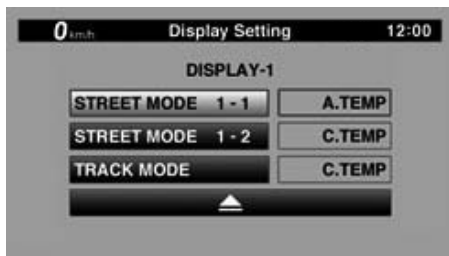 0 km/h Display Setting 12:00
DISPLAY-1
STREET MODE 1 - 1 A.TEMP
STREET MODE 1 - 2 C.TEMP
TRACK MODE C.TEMP